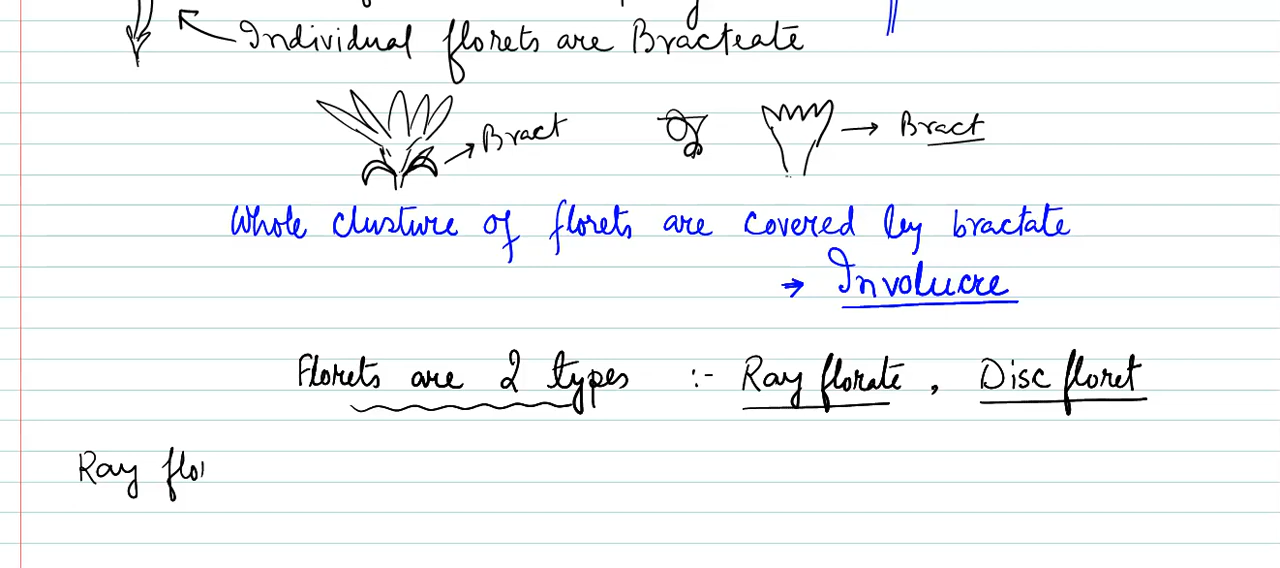 Individual florets are Bracteate
Bract Or → Bract
Whole clusture of florets are covered by bractate
→ Involucre
Florets are 2 types :- Ray florate , Disc floret
Ray flo